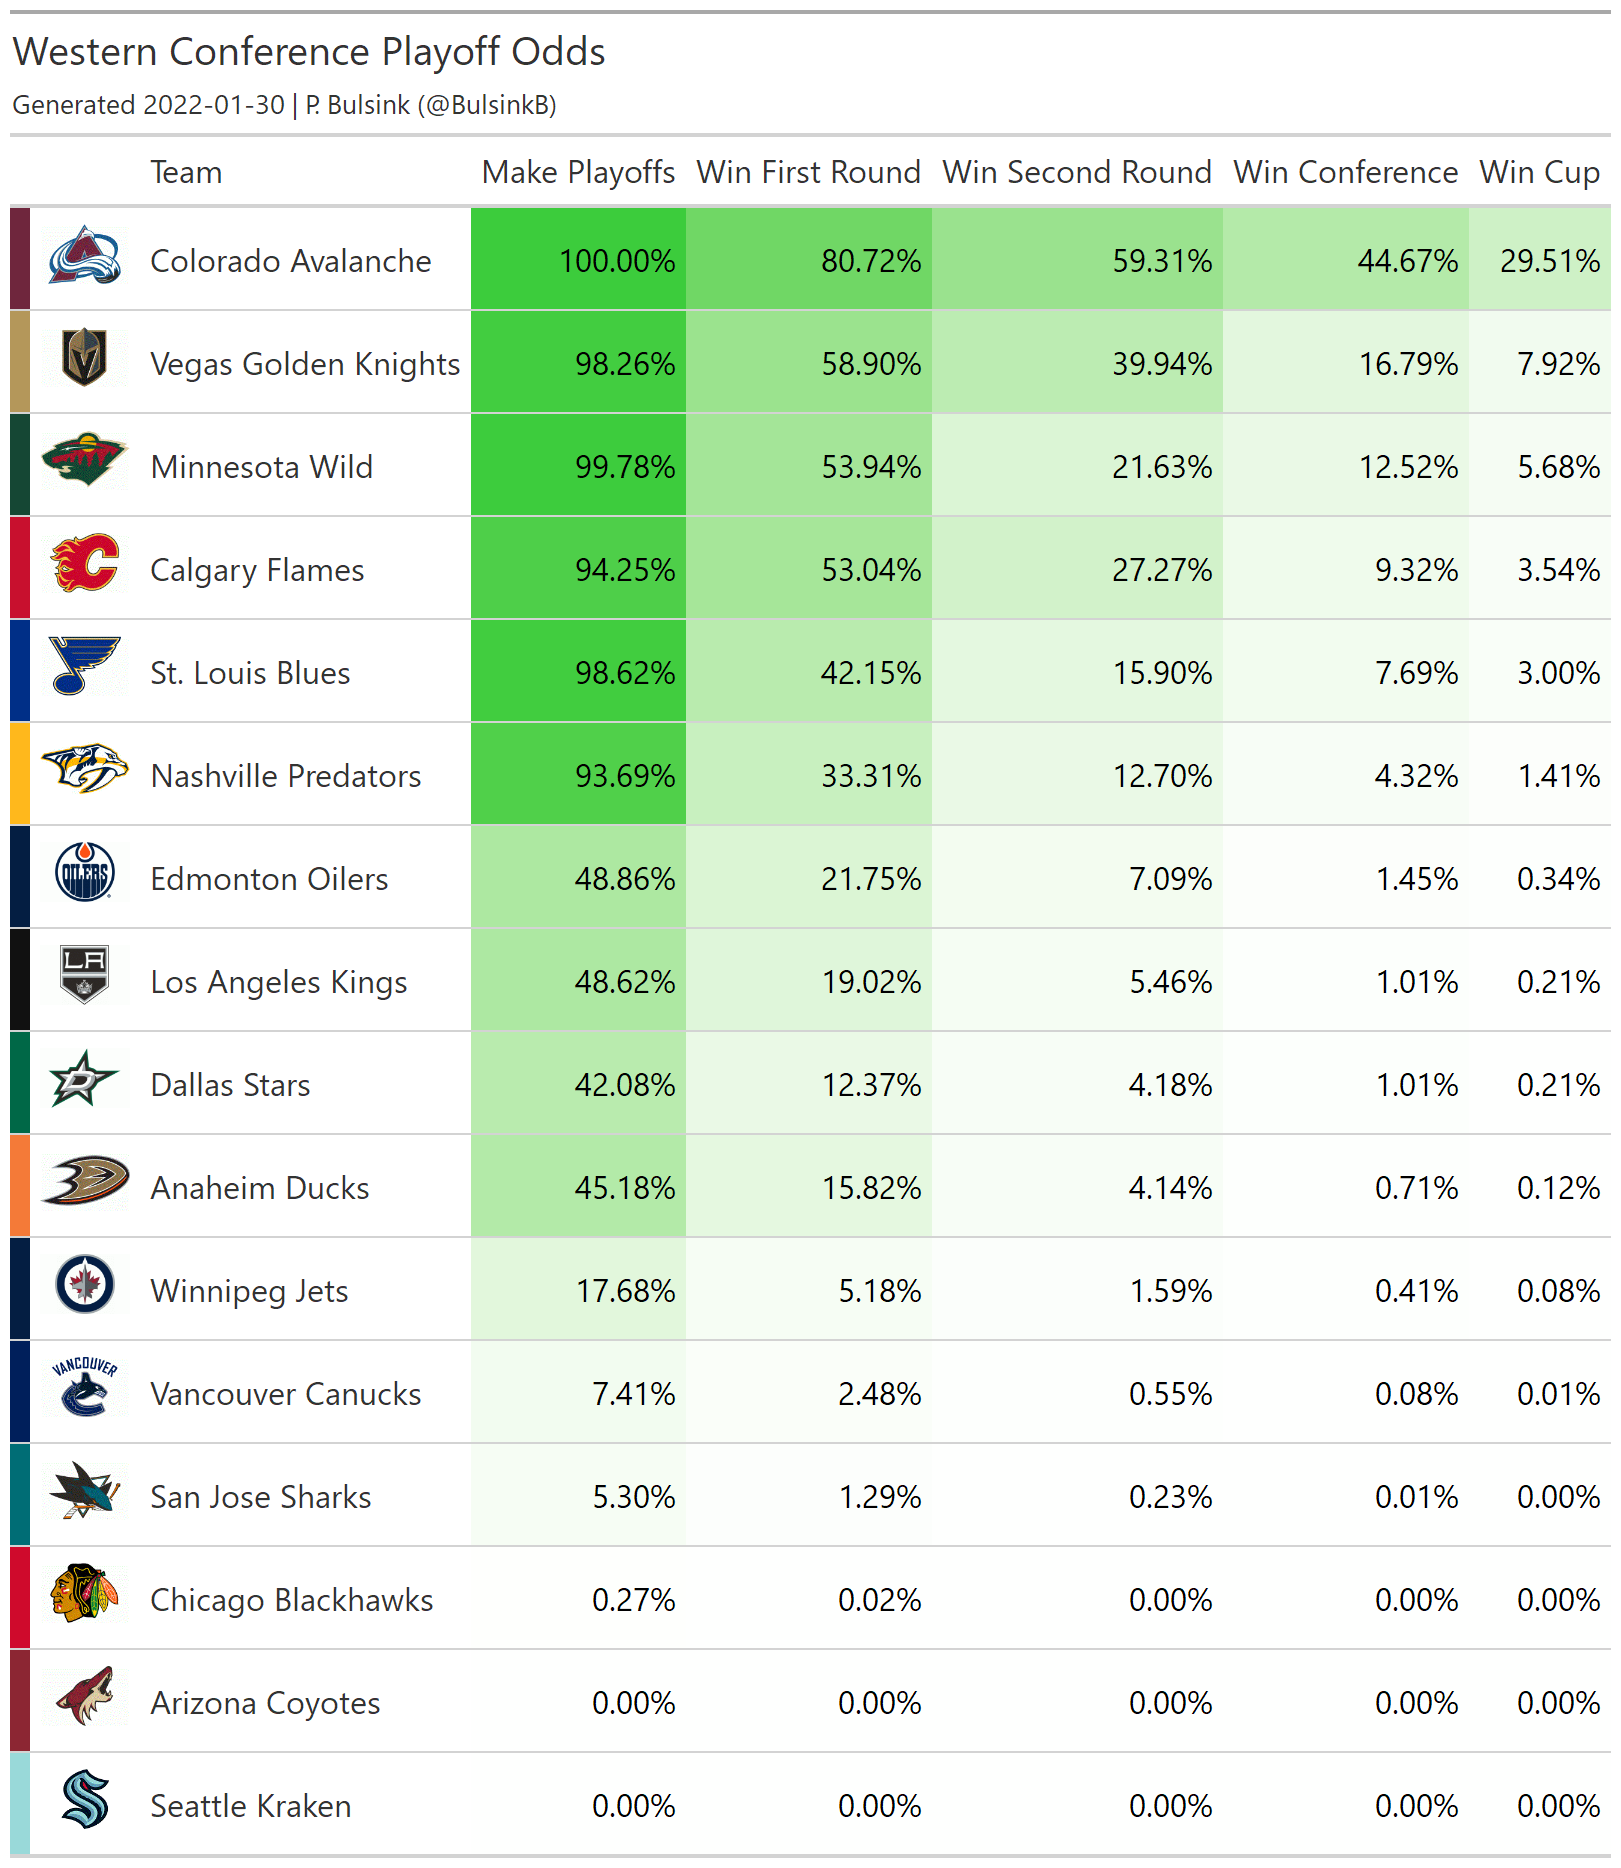 Western Conference Playoff Odds
Generated 2022-01-30 | P. Bulsink (@BulsinkB)
Team Make Playoffs Win First Round Win Second Round Win Conference Win Cup
Colorado Avalanche 100.00% 80.72% 59.31% 44.67% 29.51%
Vegas Golden Knights 98.26% 58.90% 39.94% 16.79% 7.92%
Minnesota Wild 99.78% 53.94% 21.63% 12.52% 5.68%
Calgary Flames 94.25% 53.04% 27.27% 9.32% 3.54%
St. Louis Blues 98.62% 42.15% 15.90% 7.69% 3.00%
Nashville Predators 93.69% 33.31% 12.70% 4.32% 1.41%
OILERS
Edmonton Oilers 48.86% 21.75% 7.09% 1.45% 0.34%
LA
Los Angeles Kings 48.62% 19.02% 5.46% 1.01% 0.21%
D
Dallas Stars 42.08% 12.37% 4.18% 1.01% 0.21%
Anaheim Ducks 45.18% 15.82% 4.14% 0.71% 0.12%
Winnipeg Jets 17.68% 5.18% 1.59% 0.41% 0.08%
VANCOUVER
Vancouver Canucks 7.41% 2.48% 0.55% 0.08% 0.01%
San Jose Sharks 5.30% 1.29% 0.23% 0.01% 0.00%
Chicago Blackhawks 0.27% 0.02% 0.00% 0.00% 0.00%
Arizona Coyotes 0.00% 0.00% 0.00% 0.00% 0.00%
Seattle Kraken 0.00% 0.00% 0.00% 0.00% 0.00%